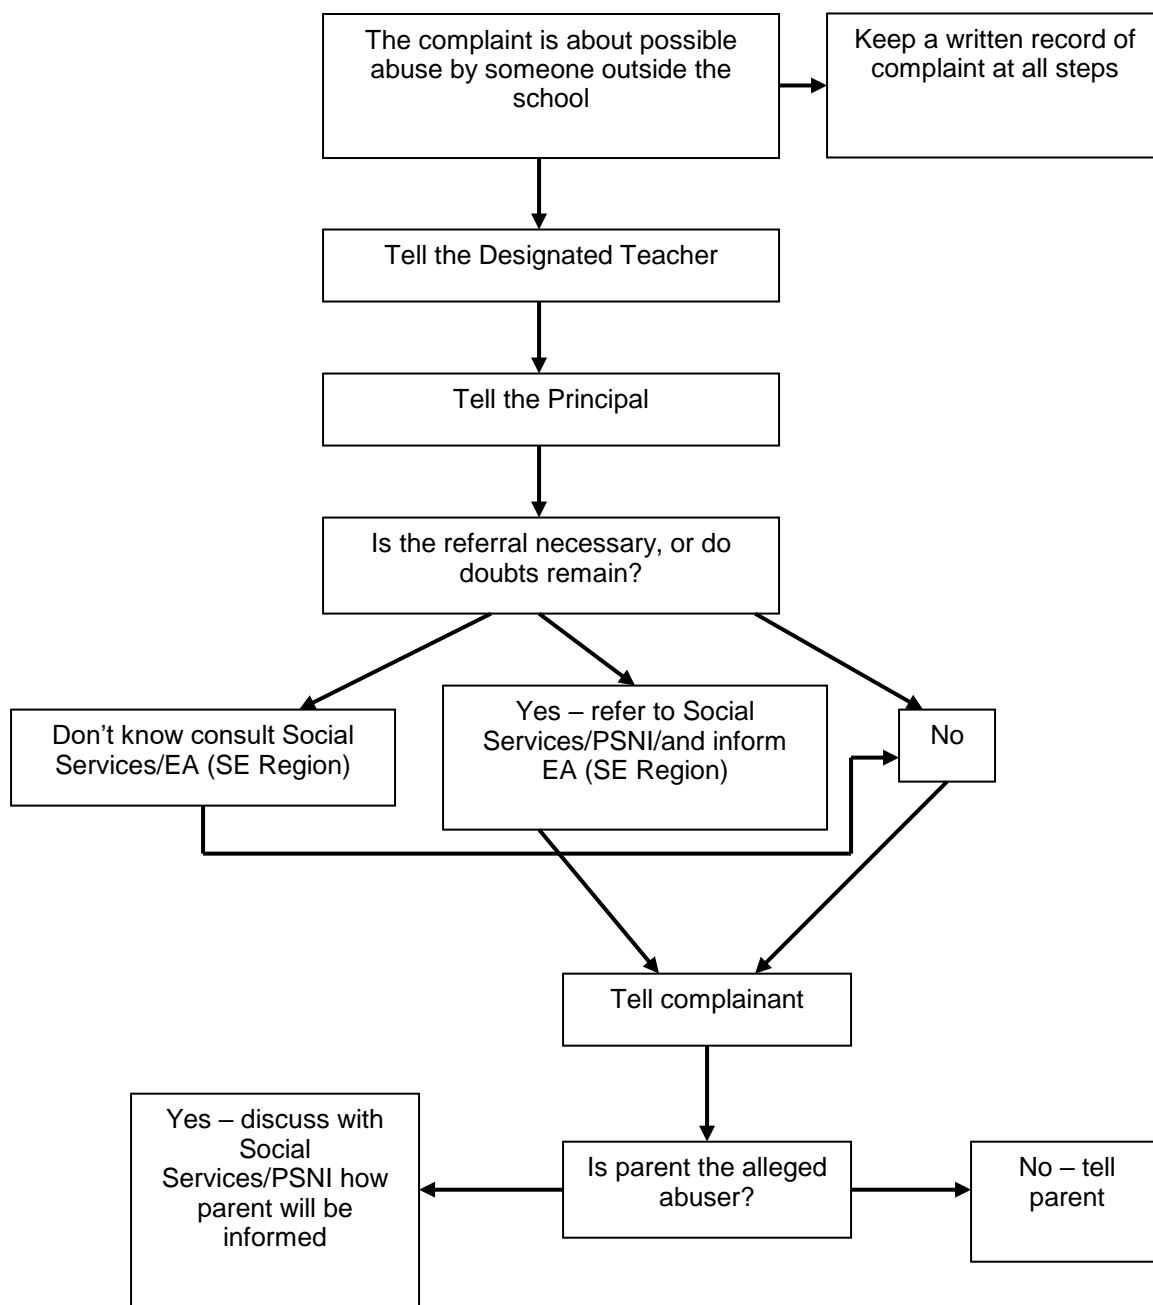 The complaint is about possible
abuse by someone outside the
school
Keep a written record of
complaint at all steps
Tell the Designated Teacher
Tell the Principal
Is the referral necessary, or do
doubts remain?
Don’t know consult Social
Services/EA (SE Region)
Yes – refer to Social
Services/PSNI/and inform
EA (SE Region)
No
Tell complainant
Yes – discuss with
Social
Services/PSNI how
parent will be
informed
Is parent the alleged
abuser?
No – tell
parent